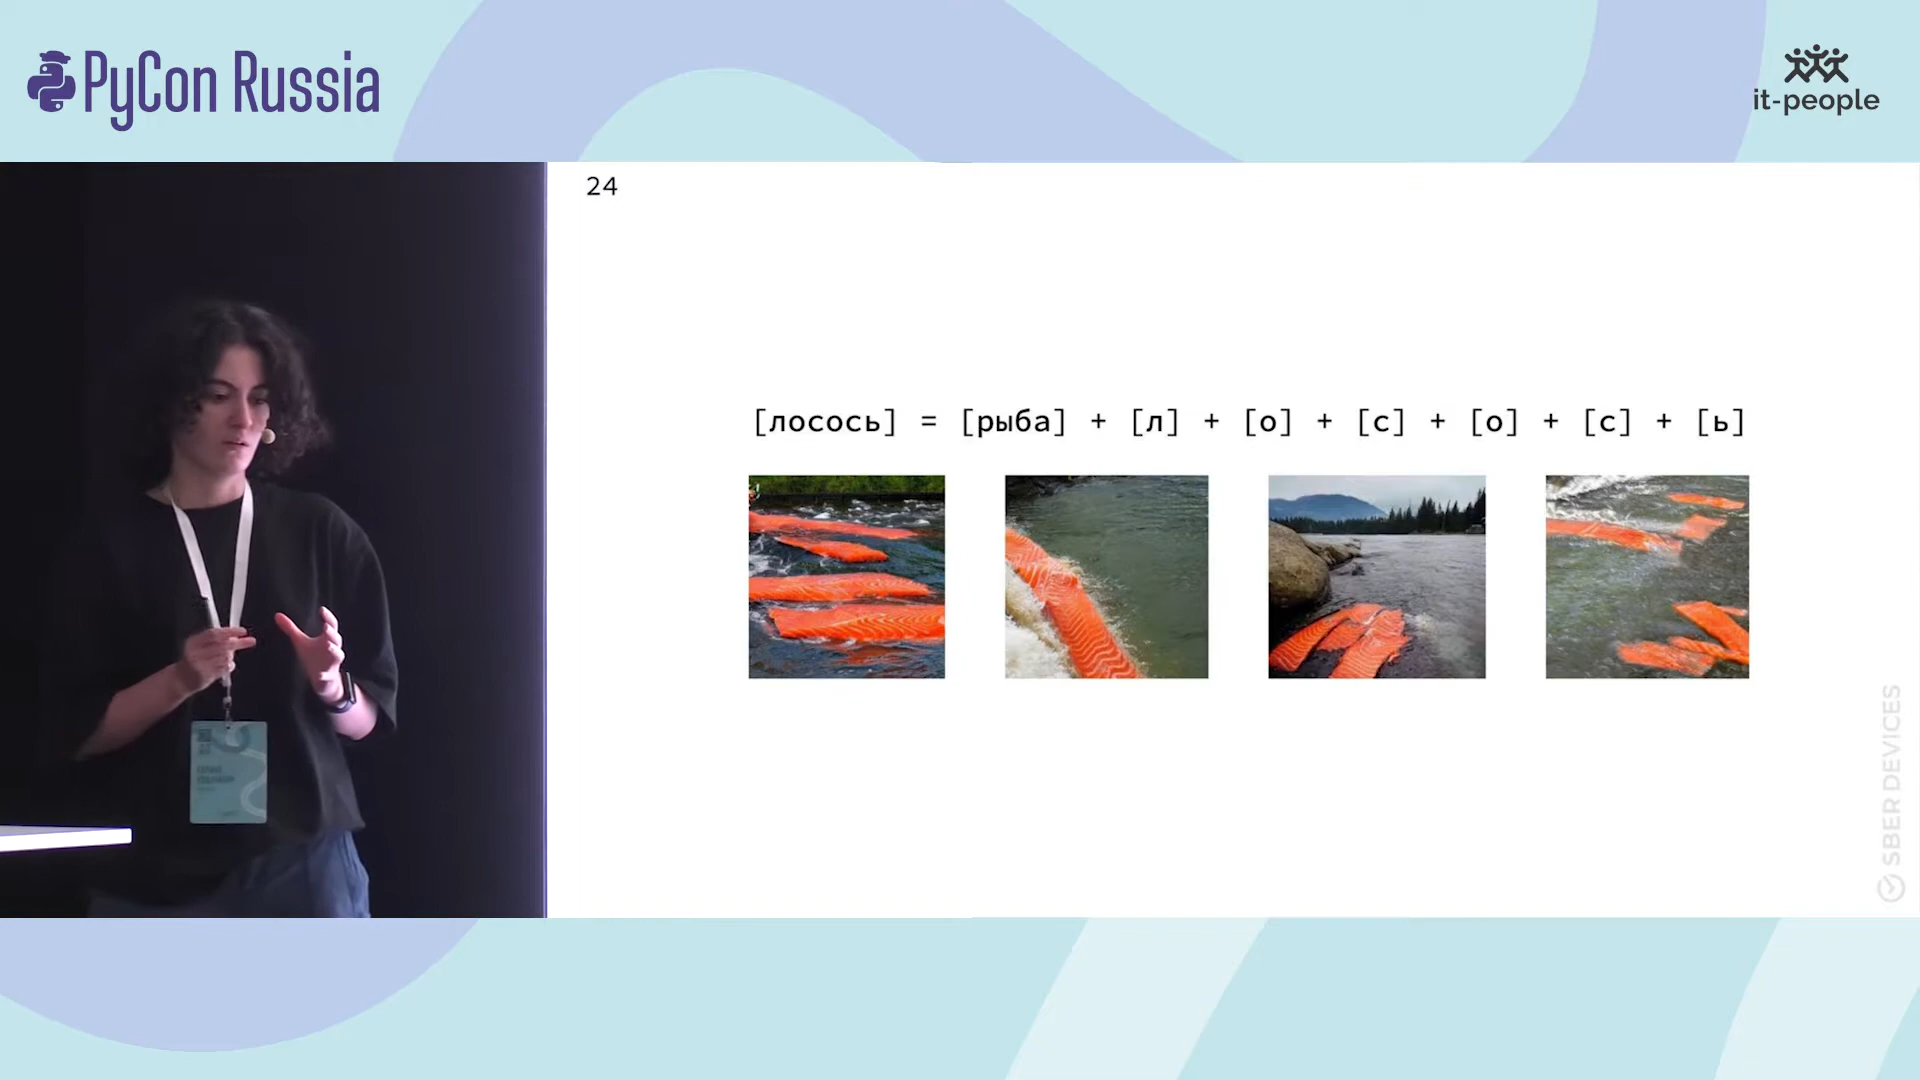 PyCon Russia
it-people
24
[лосось] = [рыба] + [л] + [о] + [с] + [о] + [с] + [ь]
SBER DEVICES